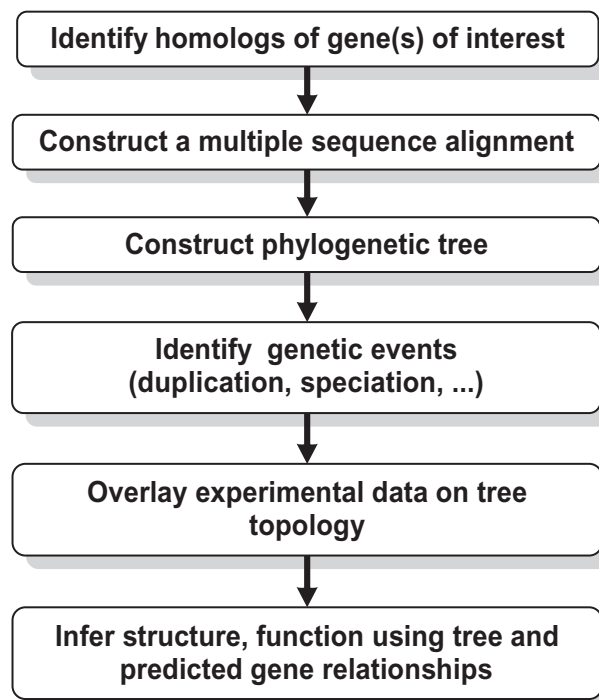 Identify homologs of gene(s) of interest
Construct a multiple sequence alignment
Construct phylogenetic tree
Identify genetic events
(duplication, speciation, ...)
Overlay experimental data on tree
topology
Infer structure, function using tree and
predicted gene relationships